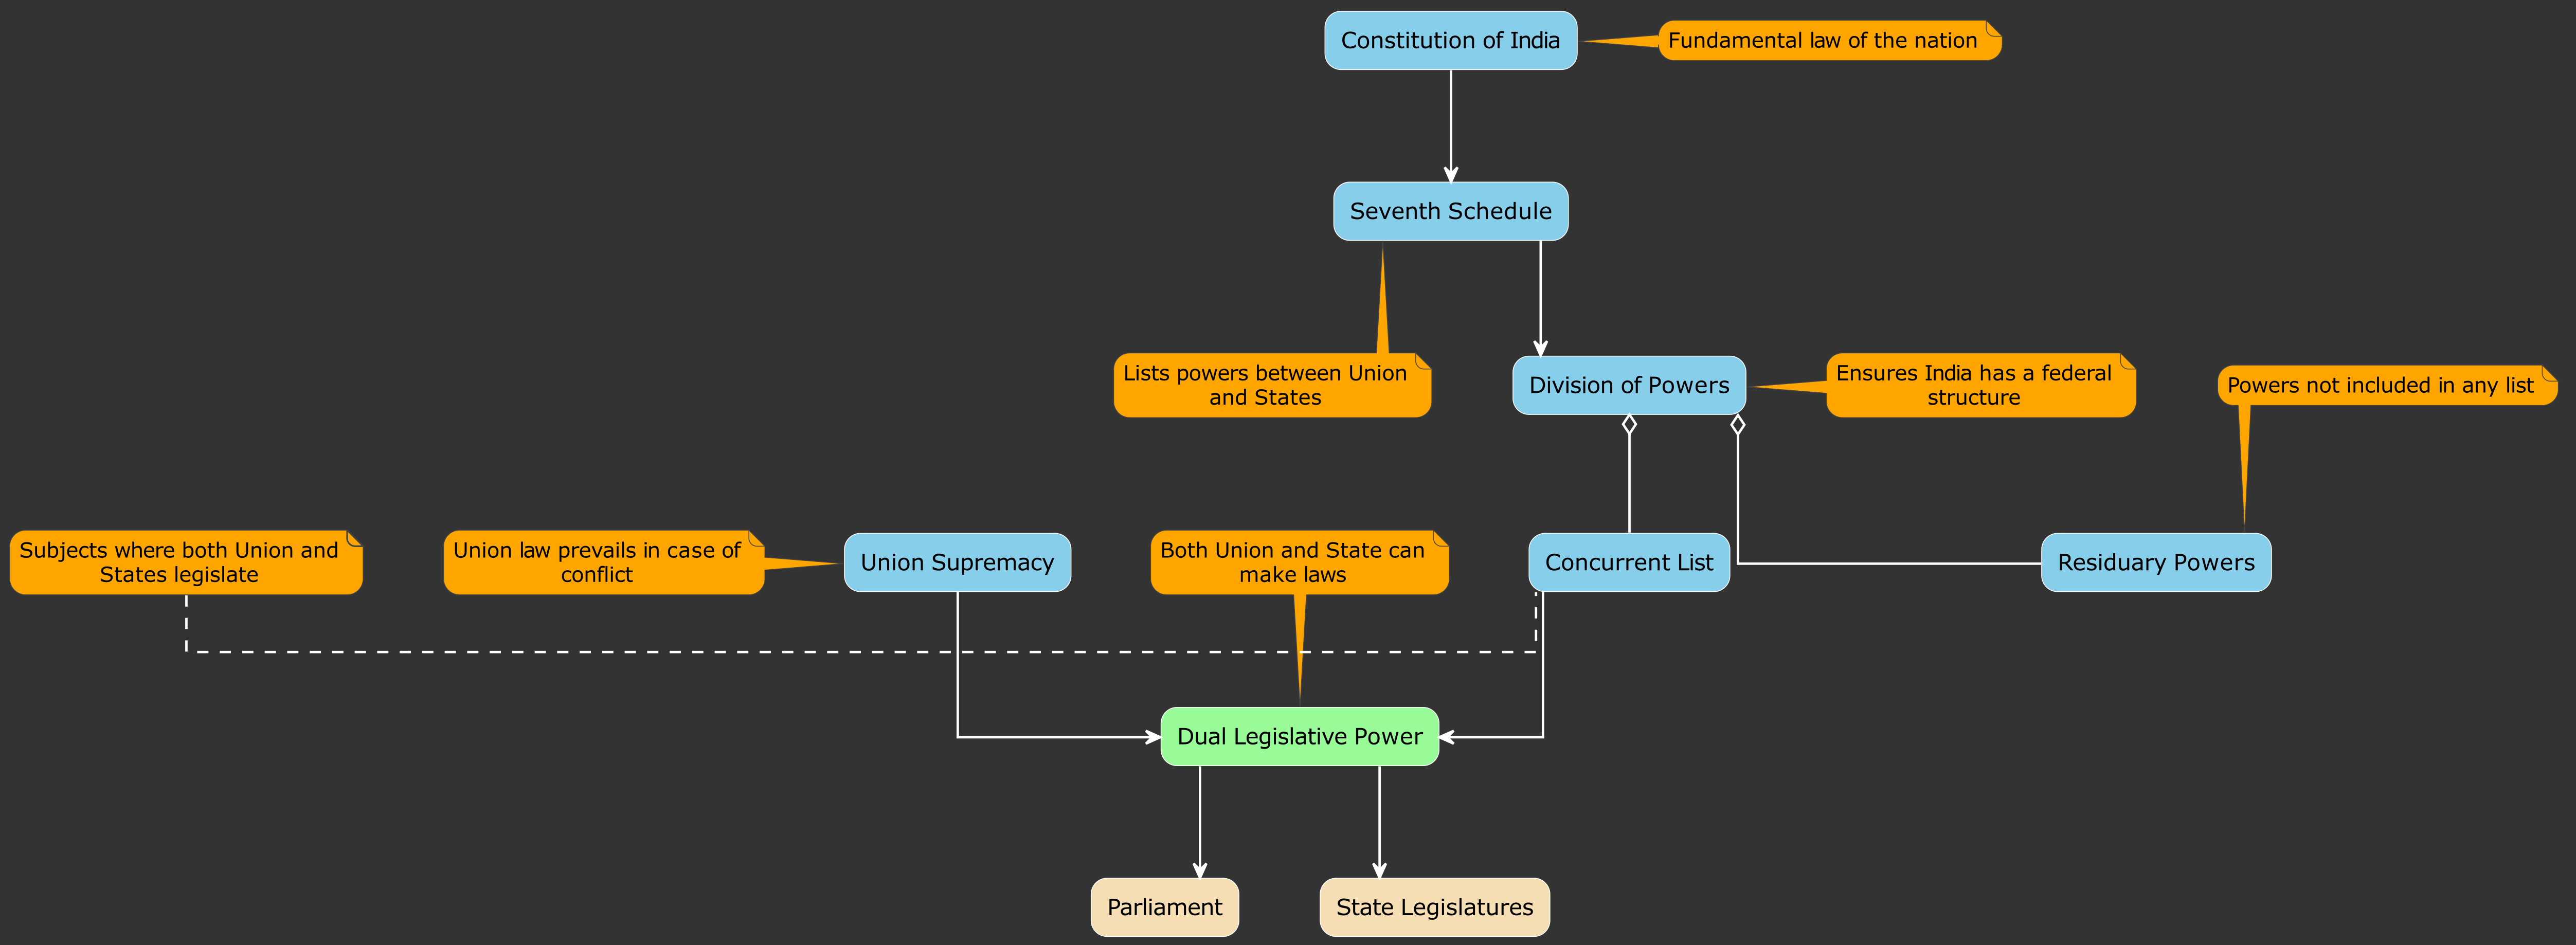 Constitution of India
Fundamental law of the nation
Seventh Schedule
Lists powers between Union
and States
Division of Powers
Ensures India has a federal
structure
Powers not included in any list
Subjects where both Union and
States legislate
Union law prevails in case of
conflict
Union Supremacy
Both Union and State can
make laws
Concurrent List
Residuary Powers
Dual Legislative Power
Parliament
State Legislatures